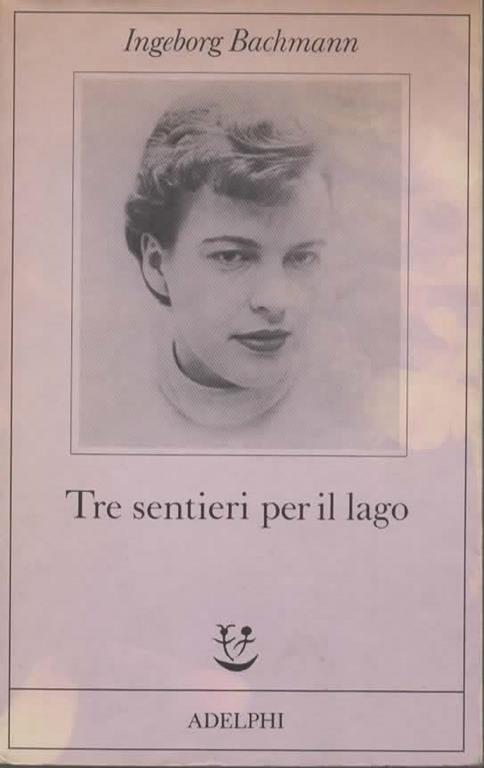 Ingeborg Bachmann
Tre sentieri per il lago
ADELPHI